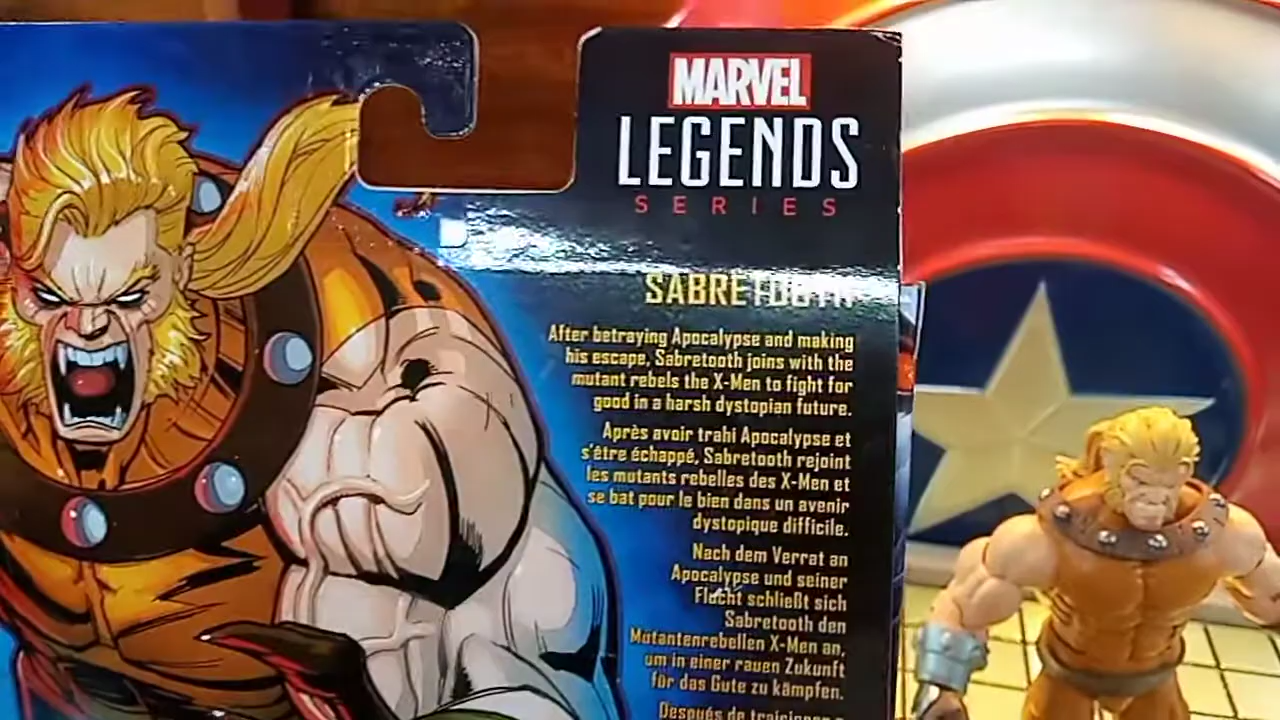 MARVEL
LEGENDS
SERIES
SABRETOOTH
After betraying Apocalypse and making
his escape, Sabretooth joins with the
mutant rebels the X-Men to fight for
good in a harsh dystopian future.
Après avoir trahi Apocalypse et
s'être échappé, Sabretooth rejoint
les mutants rebelles des X-Men et
se bat pour le bien dans un avenir
dystopique difficile.
Nach dem Verrat an
Apocalypse und seiner
Flucht schließt sich
Sabretooth den
Mutantenrebellen X-Men an,
um in einer rauen Zukunft
für das Gute zu kämpfen.
Después de traicionar a